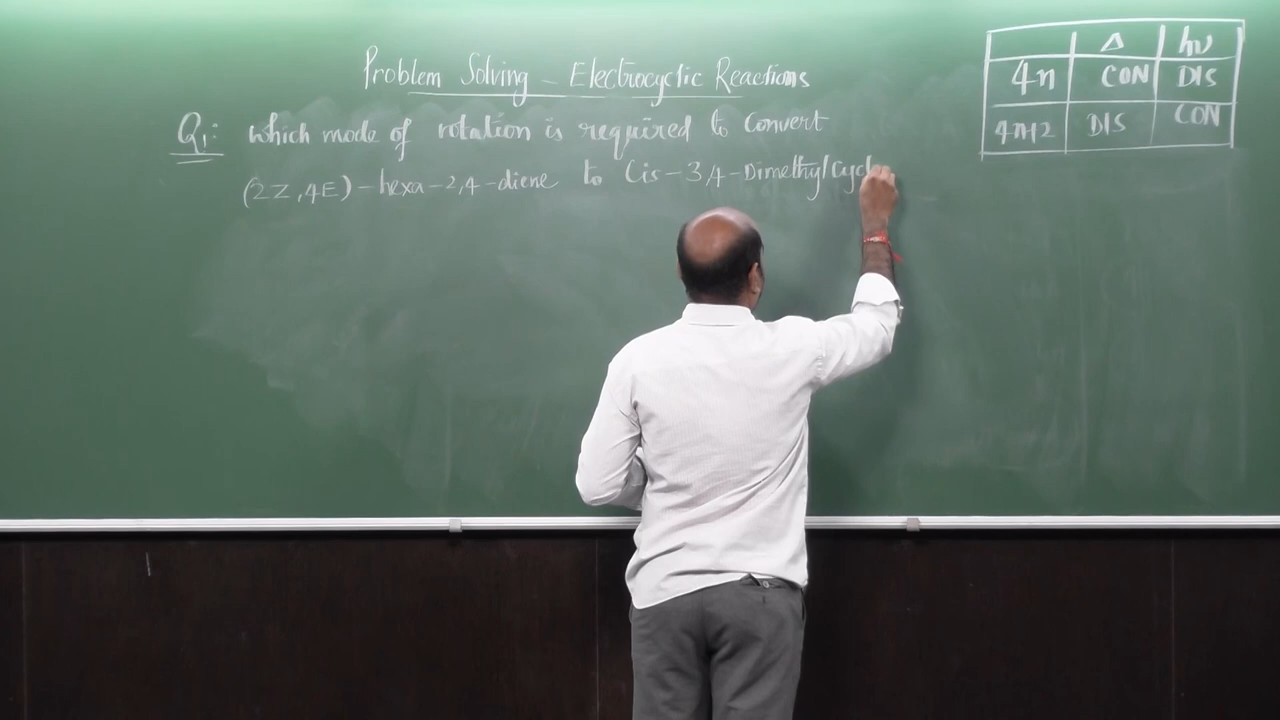 Problem Solving - Electrocyclic Reactions
Q1: which mode of rotation is required to convert
(2Z,4E)-hexa-2,4-diene to Cis-3,4-Dimethyl Cycl
Δ hν
4n CON DIS
4n+2 DIS CON